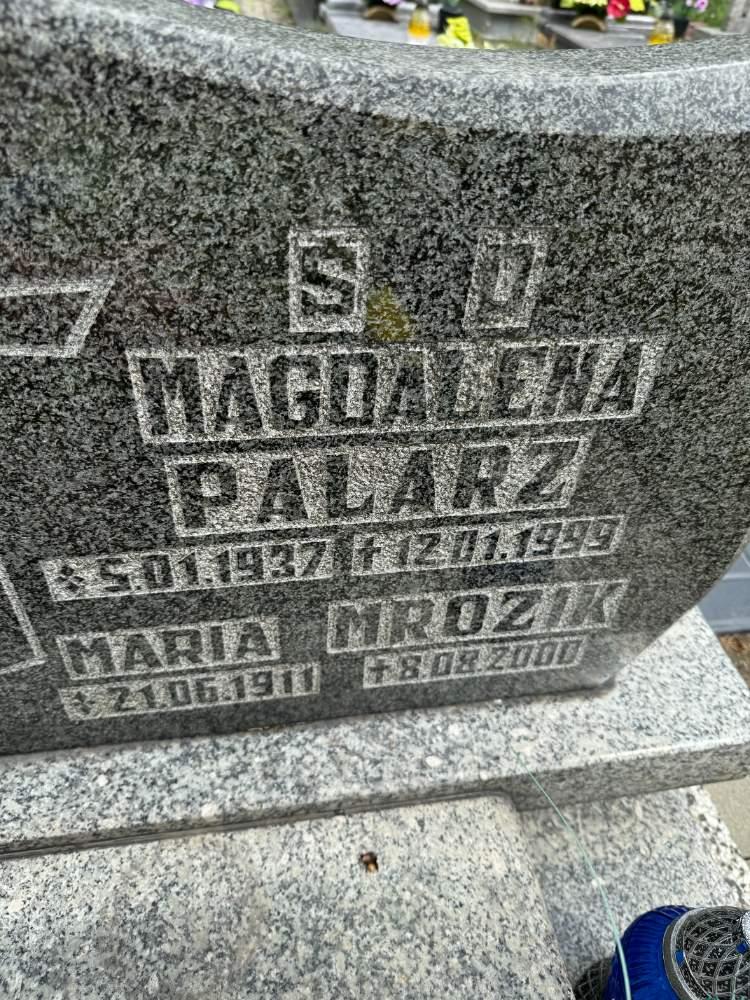 S P
MAGDALENA
PALARZ
* 5.01.1937 † 12.01.1999
MARIA MROZIK
* 21.06.1911 † 8.08.2000